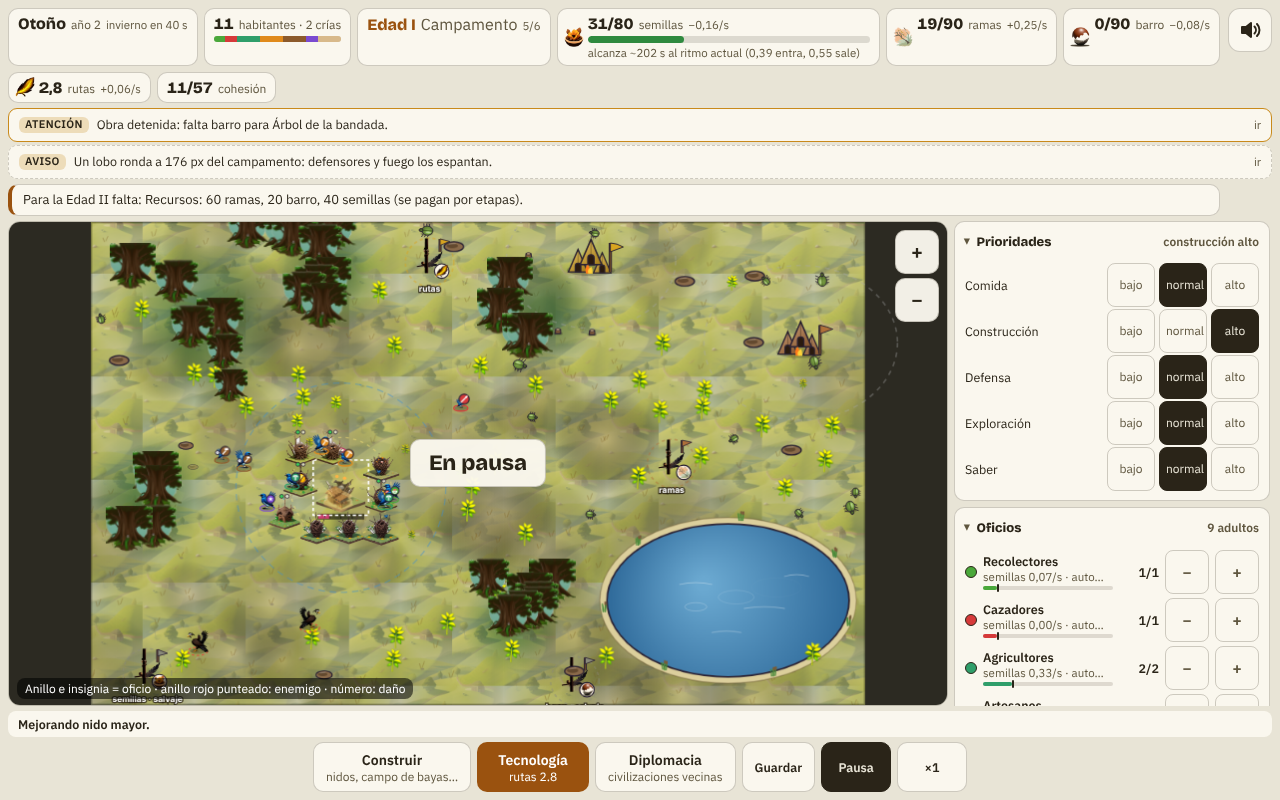 Otoño año 2 invierno en 40 s
11 habitantes · 2 crías
Edad I Campamento 5/6
31/80 semillas −0,16/s
alcanza ~202 s al ritmo actual (0,39 entra, 0,55 sale)
19/90 ramas +0,25/s
0/90 barro −0,08/s
2,8 rutas +0,06/s
11/57 cohesión
ATENCIÓN Obra detenida: falta barro para Árbol de la bandada. ir
AVISO Un lobo ronda a 176 px del campamento: defensores y fuego los espantan. ir
Para la Edad II falta: Recursos: 60 ramas, 20 barro, 40 semillas (se pagan por etapas).
+
−
rutas
ramas
En pausa
semillas · salvaje
Anillo e insignia = oficio · anillo rojo punteado: enemigo · número: daño
▼ Prioridades construcción alto
Comida bajo normal alto
Construcción bajo normal alto
Defensa bajo normal alto
Exploración bajo normal alto
Saber bajo normal alto
▼ Oficios 9 adultos
Recolectores 1/1 − +
semillas 0,07/s · auto...
Cazadores 1/1 − +
semillas 0,00/s · auto...
Agricultores 2/2 − +
semillas 0,33/s · auto...
Artesanos
Mejorando nido mayor.
Construir
nidos, campo de bayas...
Tecnología
rutas 2.8
Diplomacia
civilizaciones vecinas
Guardar
Pausa
×1